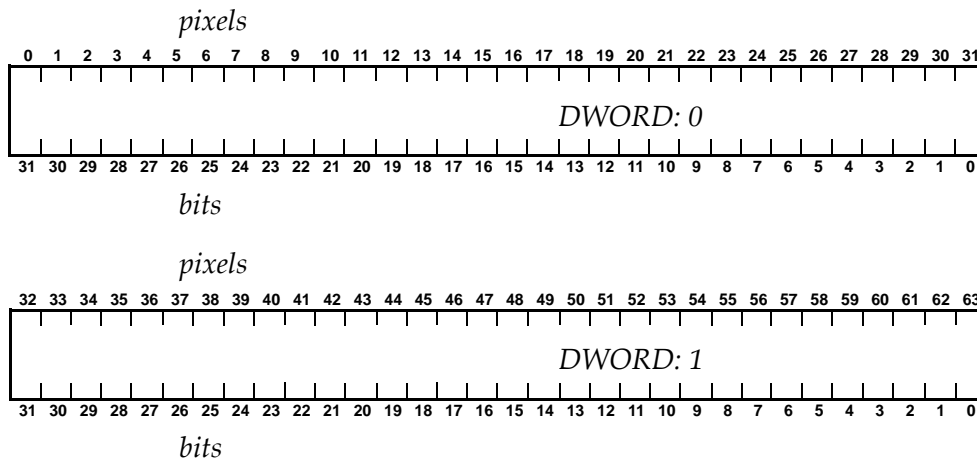 pixels
0 1 2 3 4 5 6 7 8 9 10 11 12 13 14 15 16 17 18 19 20 21 22 23 24 25 26 27 28 29 30 31
DWORD: 0
31 30 29 28 27 26 25 24 23 22 21 20 19 18 17 16 15 14 13 12 11 10 9 8 7 6 5 4 3 2 1 0
bits
pixels
32 33 34 35 36 37 38 39 40 41 42 43 44 45 46 47 48 49 50 51 52 53 54 55 56 57 58 59 60 61 62 63
DWORD: 1
31 30 29 28 27 26 25 24 23 22 21 20 19 18 17 16 15 14 13 12 11 10 9 8 7 6 5 4 3 2 1 0
bits